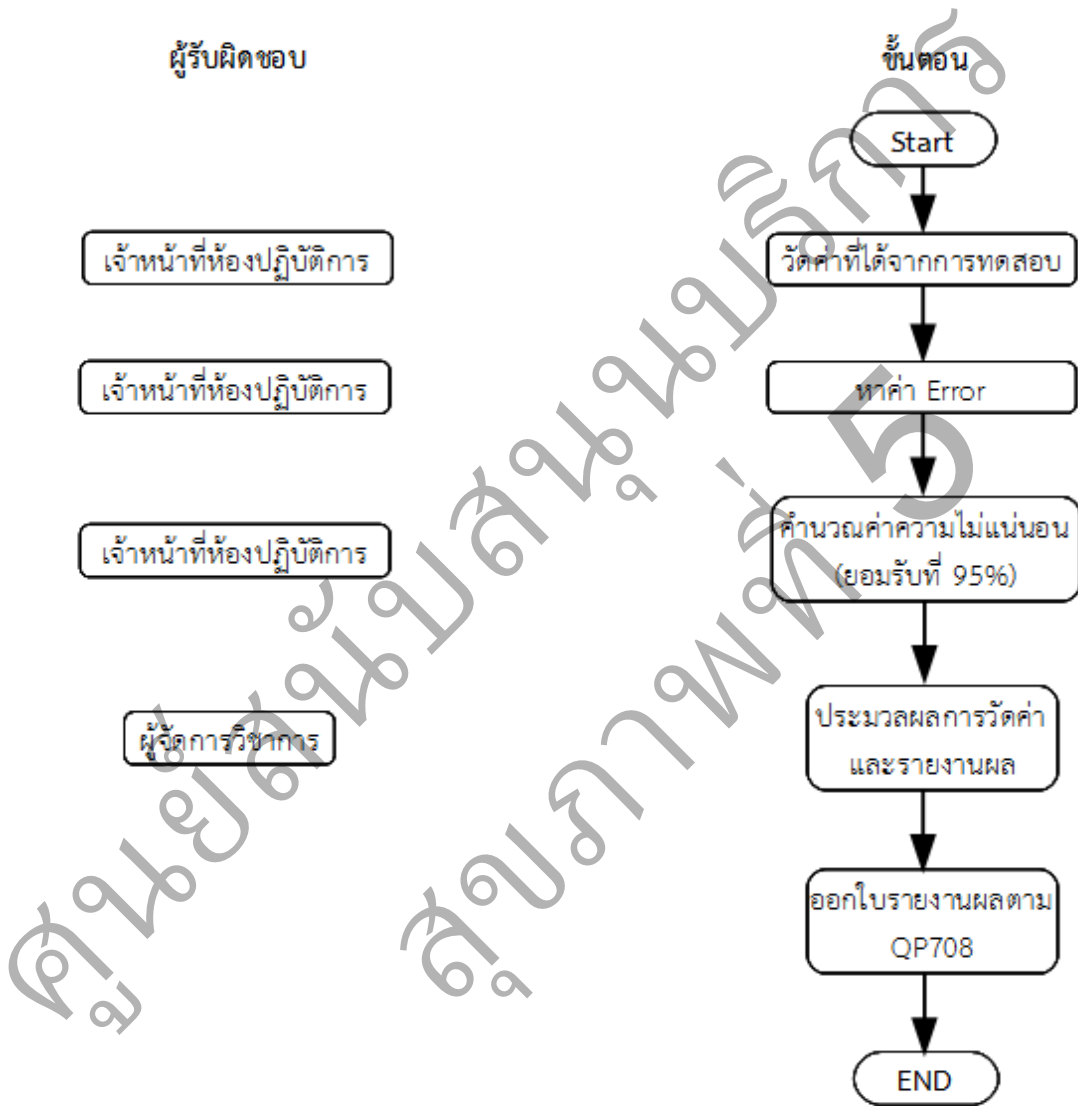 ผู้รับผิดชอบ
ขั้นตอน
Start
เจ้าหน้าที่ห้องปฏิบัติการ
วัดค่าที่ได้จากการทดสอบ
เจ้าหน้าที่ห้องปฏิบัติการ
หาค่า Error
เจ้าหน้าที่ห้องปฏิบัติการ
คำนวณค่าความไม่แน่นอน
(ยอมรับที่ 95%)
ผู้จัดการวิชาการ
ประมวลผลการวัดค่า
และรายงานผล
ออกใบรายงานผลตาม
QP708
END
ศูนย์สนับสนุนบริการ
สุขภาพที่ 5